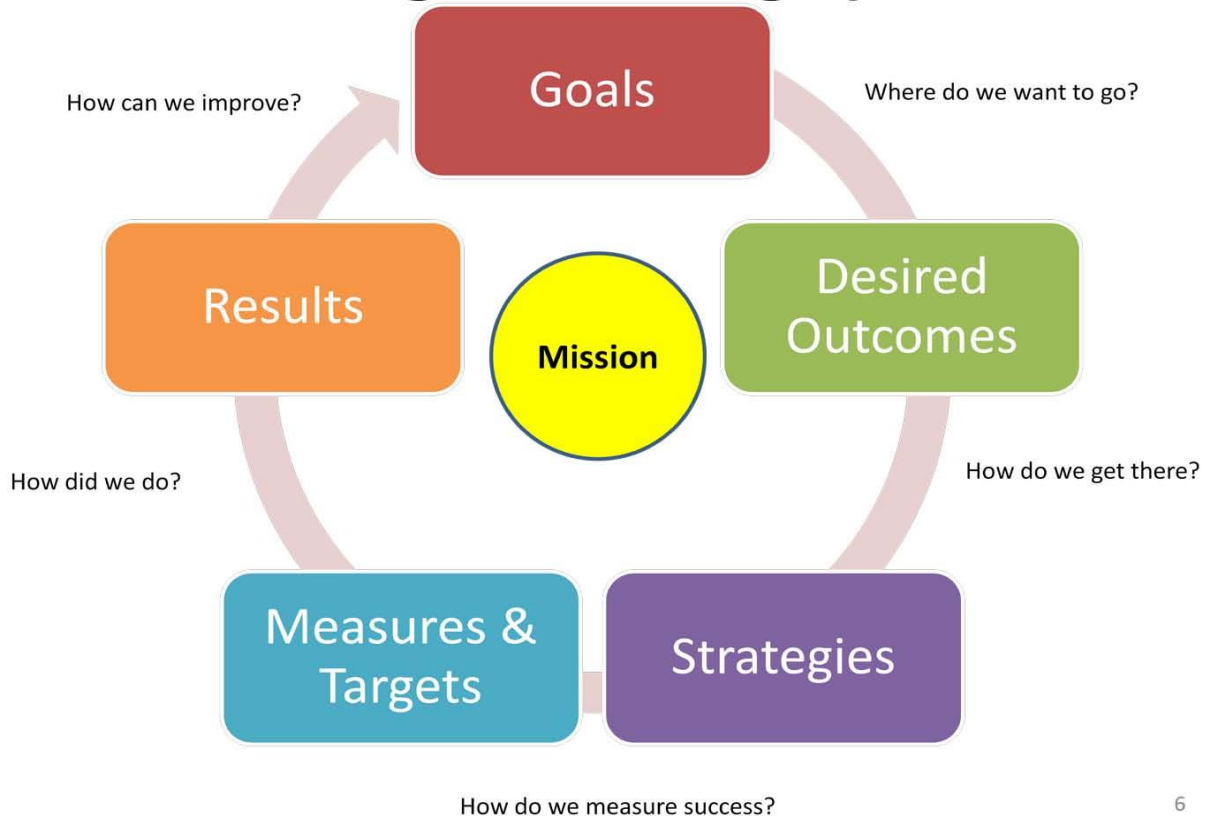 Goals
How can we improve?
Where do we want to go?
Results
Desired
Outcomes
Mission
How did we do?
How do we get there?
Measures &
Targets
Strategies
How do we measure success?
6